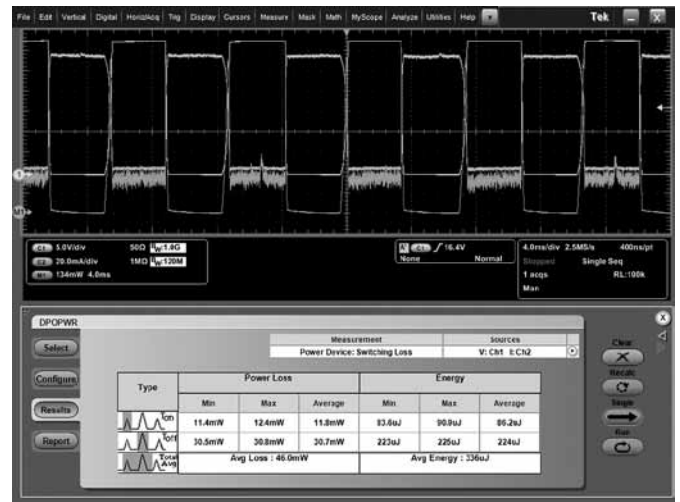 File Edit Vertical Digital Horiz/Acq Trig Display Cursors Measure Mask Math MyScope Analyze Utilities Help Tek X
1
M1
C1 5.0V/div 50Ω BW:1.0G
C2 20.0mA/div 1MΩ BW:120M
M1 134mW 4.0ms
A' C1 / 16.4V
None Normal
4.0ms/div 2.5MS/s 400ns/pt
Stopped Single Seq
1 acqs RL:100k
Man
DPOPWR
X
Select
Configure
Results
Report
Measurement Sources
Power Device: Switching Loss V: Ch1 I:Ch2
Type Power Loss Energy
Min Max Average Min Max Average
Ton 11.4mW 12.4mW 11.8mW 83.6uJ 90.9uJ 86.2uJ
Toff 30.5mW 30.8mW 30.7mW 223uJ 225uJ 224uJ
Total Avg Avg Loss : 46.0mW Avg Energy : 336uJ
Clear
Recalc
Single
Run